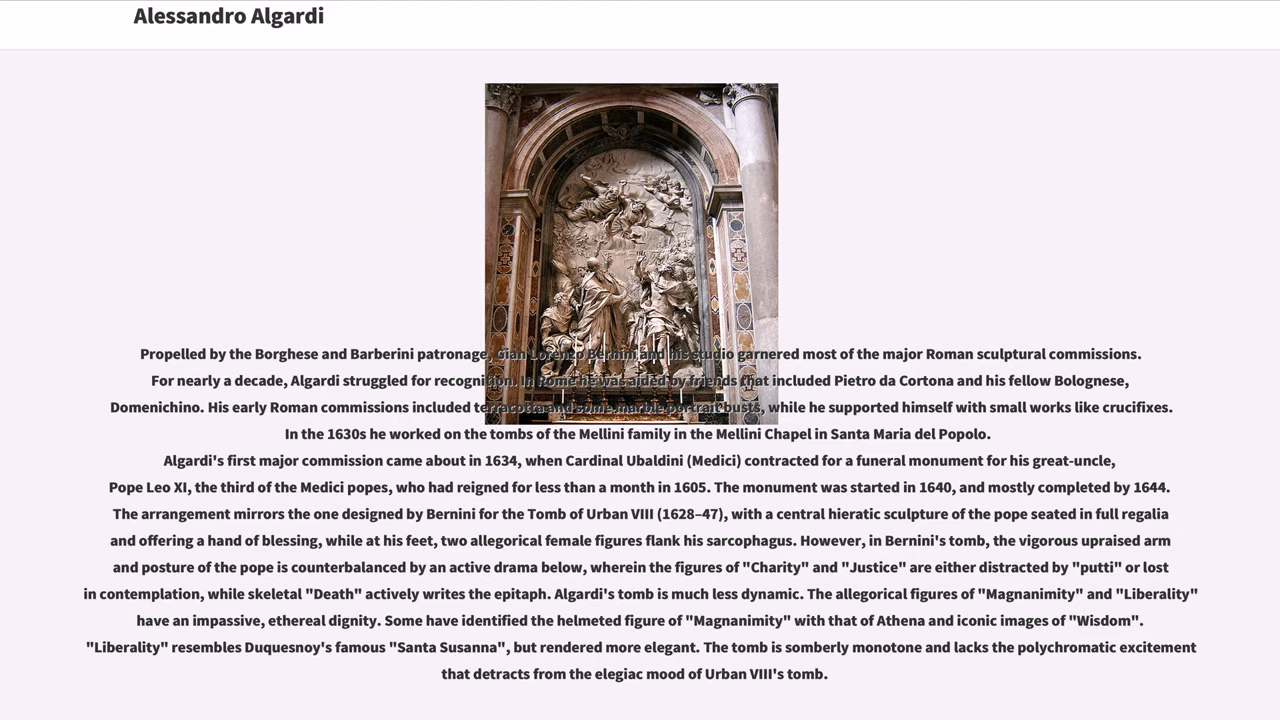 Alessandro Algardi
Propelled by the Borghese and Barberini patronage, Gian Lorenzo Bernini and his studio garnered most of the major Roman sculptural commissions.
For nearly a decade, Algardi struggled for recognition. In Rome he was aided by friends that included Pietro da Cortona and his fellow Bolognese,
Domenichino. His early Roman commissions included terracotta and some marble portrait busts, while he supported himself with small works like crucifixes.
In the 1630s he worked on the tombs of the Mellini family in the Mellini Chapel in Santa Maria del Popolo.
Algardi's first major commission came about in 1634, when Cardinal Ubaldini (Medici) contracted for a funeral monument for his great-uncle,
Pope Leo XI, the third of the Medici popes, who had reigned for less than a month in 1605. The monument was started in 1640, and mostly completed by 1644.
The arrangement mirrors the one designed by Bernini for the Tomb of Urban VIII (1628–47), with a central hieratic sculpture of the pope seated in full regalia
and offering a hand of blessing, while at his feet, two allegorical female figures flank his sarcophagus. However, in Bernini's tomb, the vigorous upraised arm
and posture of the pope is counterbalanced by an active drama below, wherein the figures of "Charity" and "Justice" are either distracted by "putti" or lost
in contemplation, while skeletal "Death" actively writes the epitaph. Algardi's tomb is much less dynamic. The allegorical figures of "Magnanimity" and "Liberality"
have an impassive, ethereal dignity. Some have identified the helmeted figure of "Magnanimity" with that of Athena and iconic images of "Wisdom".
"Liberality" resembles Duquesnoy's famous "Santa Susanna", but rendered more elegant. The tomb is somberly monotone and lacks the polychromatic excitement
that detracts from the elegiac mood of Urban VIII's tomb.